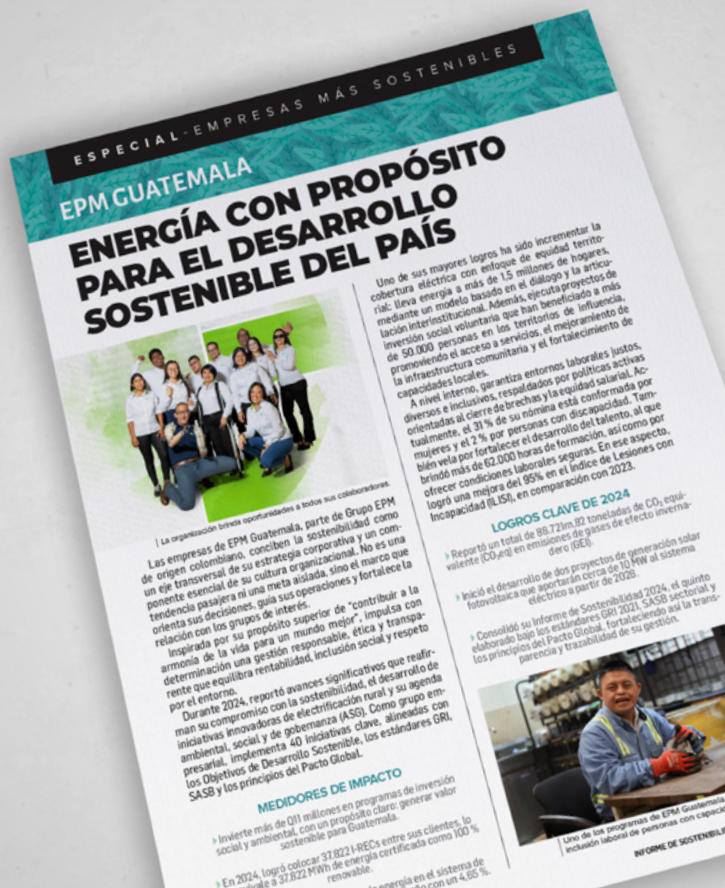 ESPECIAL-EMPRESAS MÁS SOSTENIBLES
EPM GUATEMALA
ENERGÍA CON PROPÓSITO
PARA EL DESARROLLO
SOSTENIBLE DEL PAÍS
| La organización brinda oportunidades a todos sus colaboradores.
Las empresas de EPM Guatemala, parte de Grupo EPM
de origen colombiano, conciben la sostenibilidad como
un eje transversal de su estrategia corporativa y un com-
ponente esencial de su cultura organizacional. No es una
tendencia pasajera ni una meta aislada, sino el marco que
orienta sus decisiones, guía sus operaciones y fortalece la
relación con los grupos de interés.
Inspirada por su propósito superior de “contribuir a la
armonía de la vida para un mundo mejor”, impulsa con
determinación una gestión responsable, ética y transpa-
rente que equilibra rentabilidad, inclusión social y respeto
por el entorno.
Durante 2024, reportó avances significativos que reafir-
man su compromiso con la sostenibilidad, el desarrollo de
iniciativas innovadoras de electrificación rural y su agenda
ambiental, social y de gobernanza (ASG). Como grupo em-
presarial, implementa 40 iniciativas clave, alineadas con
los Objetivos de Desarrollo Sostenible, los estándares GRI,
SASB y los principios del Pacto Global.
MEDIDORES DE IMPACTO
› Invierte más de Q11 millones en programas de inversión
social y ambiental, con un propósito claro: generar valor
sostenible para Guatemala.
› En 2024, logró colocar 37,822 I-RECs entre sus clientes, lo
equivale a 37,822 MWh de energía certificada como 100 %
renovable.
energía en el sistema de
con un 4,65 %.
Uno de sus mayores logros ha sido incrementar la
cobertura eléctrica con enfoque de equidad territo-
rial: lleva energía a más de 1.5 millones de hogares,
mediante un modelo basado en el diálogo y la articu-
lación interinstitucional. Además, ejecuta proyectos de
inversión social voluntaria que han beneficiado a más
de 50,000 personas en los territorios de influencia,
promoviendo el acceso a servicios, el mejoramiento de
la infraestructura comunitaria y el fortalecimiento de
capacidades locales.
A nivel interno, garantiza entornos laborales justos,
diversos e inclusivos, respaldados por políticas activas
orientadas al cierre de brechas y la equidad salarial. Ac-
tualmente, el 31 % de su nómina está conformada por
mujeres y el 2 % por personas con discapacidad. Tam-
bién vela por fortalecer el desarrollo del talento, al que
brindó más de 62,000 horas de formación, así como por
ofrecer condiciones laborales seguras. En ese aspecto,
logró una mejora del 95% en el Índice de Lesiones con
Incapacidad (ILISI), en comparación con 2023.
LOGROS CLAVE DE 2024
› Reportó un total de 88,721m,82 toneladas de CO₂ equi-
valente (CO₂eq) en emisiones de gases de efecto inverna-
dero (GEI).
› Inició el desarrollo de dos proyectos de generación solar
fotovoltaica que aportarán cerca de 10 MW al sistema
eléctrico a partir de 2026.
› Consolidó su Informe de Sostenibilidad 2024, el quinto
elaborado bajo los estándares GRI 2021, SASB sectorial y
los principios del Pacto Global, fortaleciendo así la trans-
parencia y trazabilidad de su gestión.
Uno de los programas de EPM Guatemala
inclusión laboral de personas con
INFORME DE